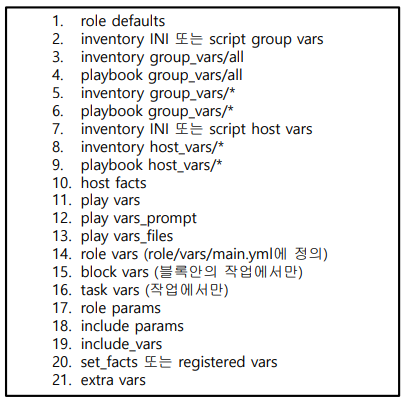 1. role defaults
2. inventory INI 또는 script group vars
3. inventory group_vars/all
4. playbook group_vars/all
5. inventory group_vars/*
6. playbook group_vars/*
7. inventory INI 또는 script host vars
8. inventory host_vars/*
9. playbook host_vars/*
10. host facts
11. play vars
12. play vars_prompt
13. play vars_files
14. role vars (role/vars/main.yml에 정의)
15. block vars (블록안의 작업에서만)
16. task vars (작업에서만)
17. role params
18. include params
19. include_vars
20. set_facts 또는 registered vars
21. extra vars